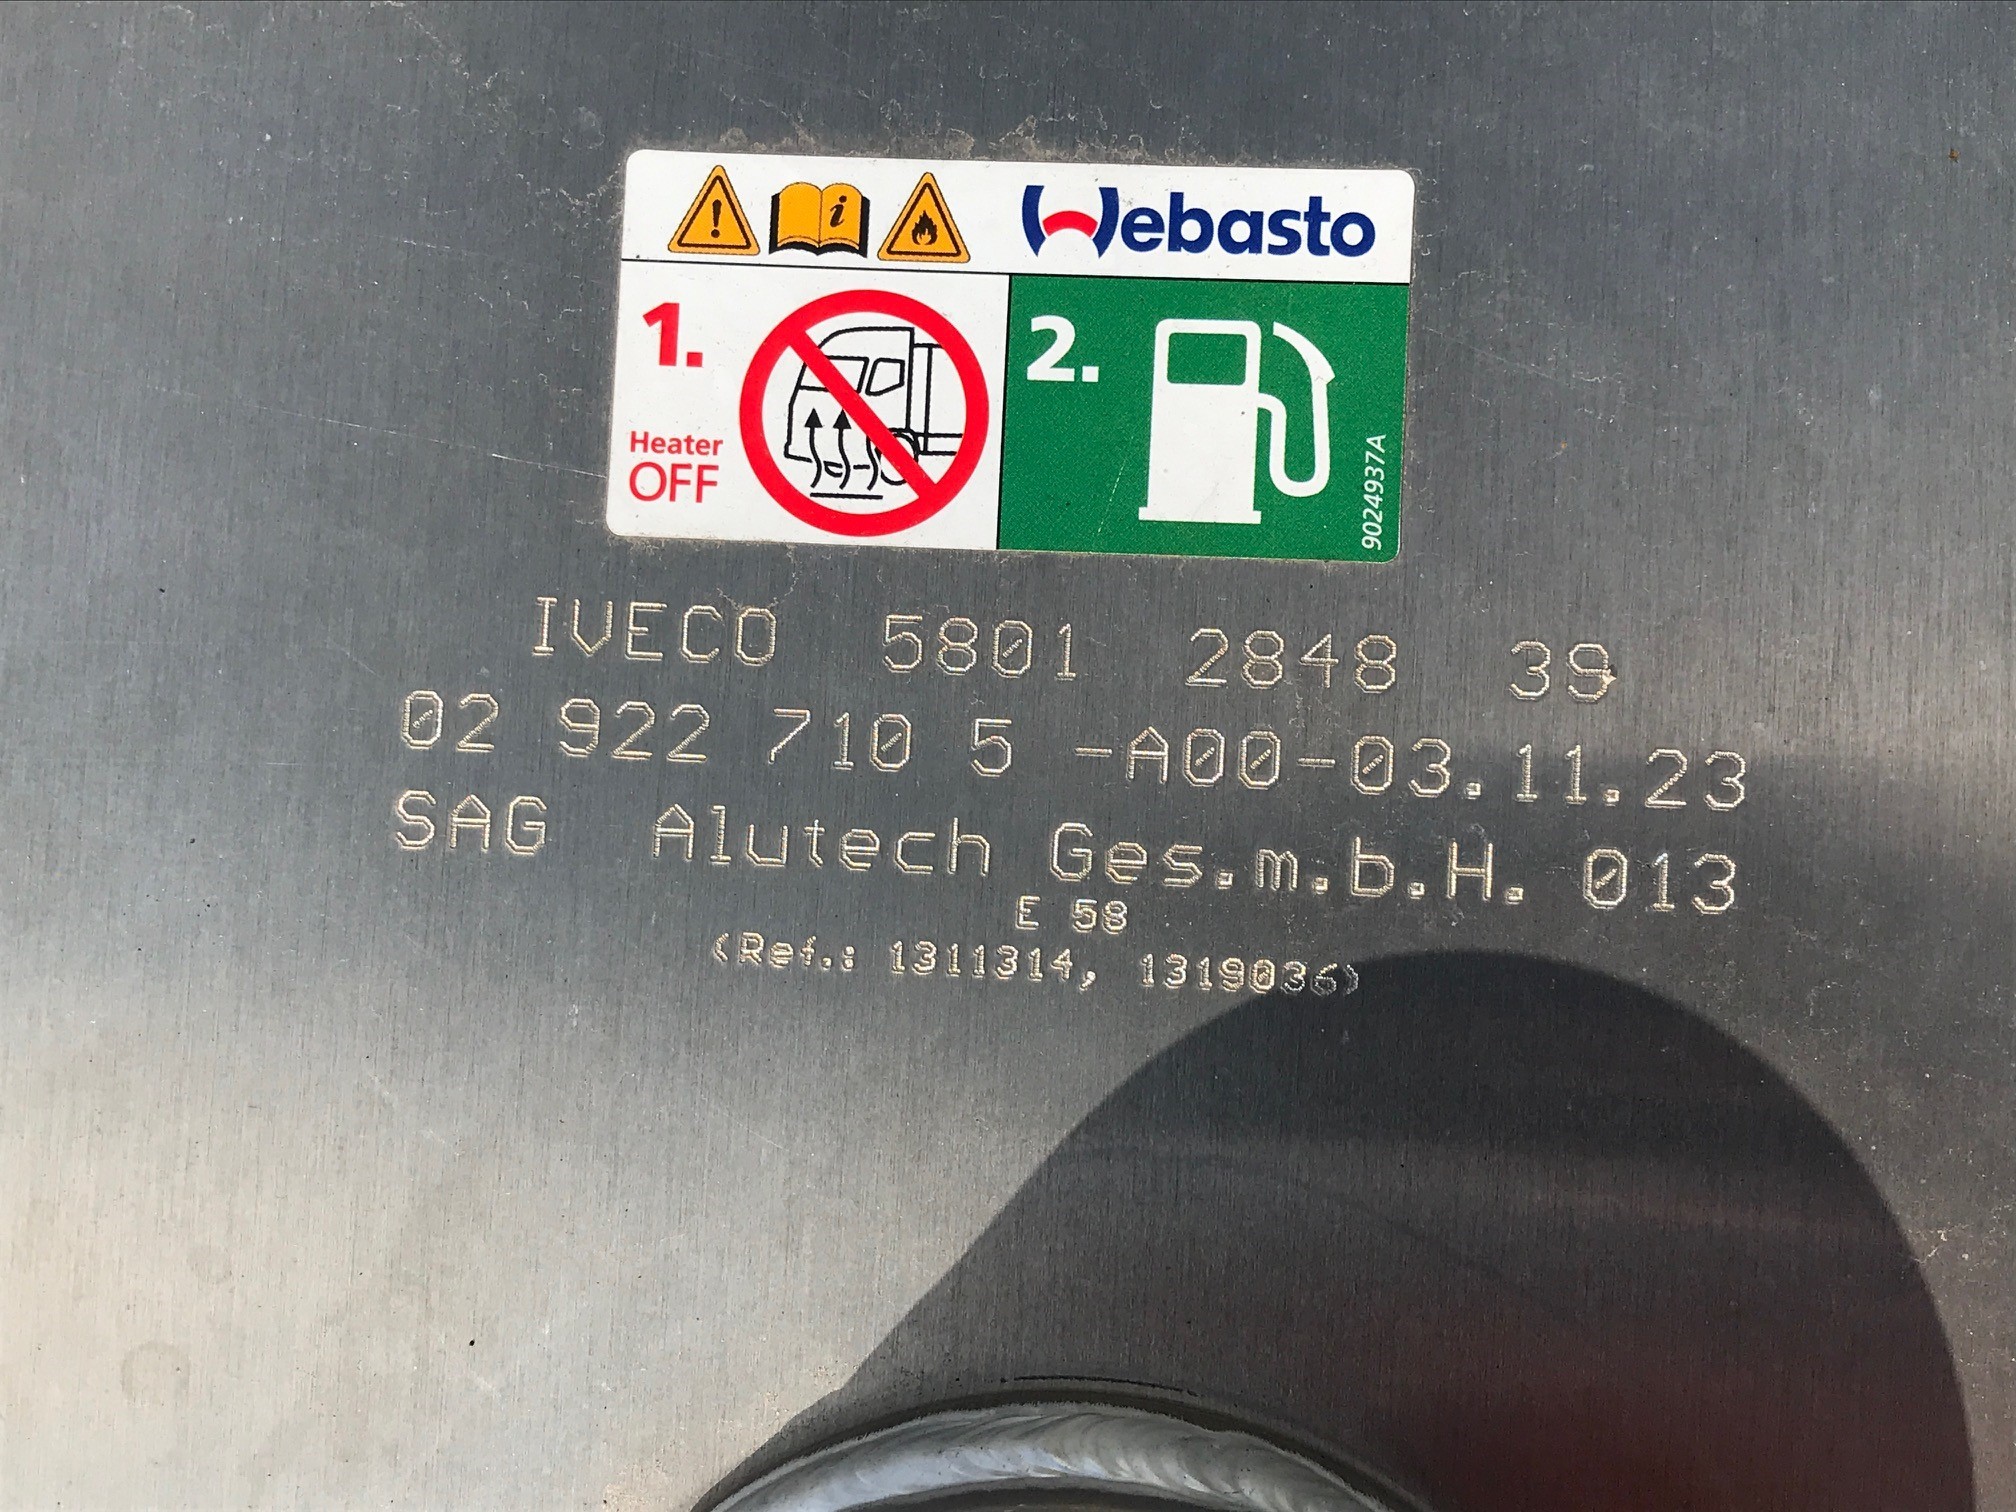 Webasto
1.
Heater
OFF
2.
9024937A
IVECO 5801 2848 39
02 922 710 5 -A00-03.11.23
SAG Alutech Ges.m.b.H. 013
E 58
(Ref.: 1311314, 1319036)